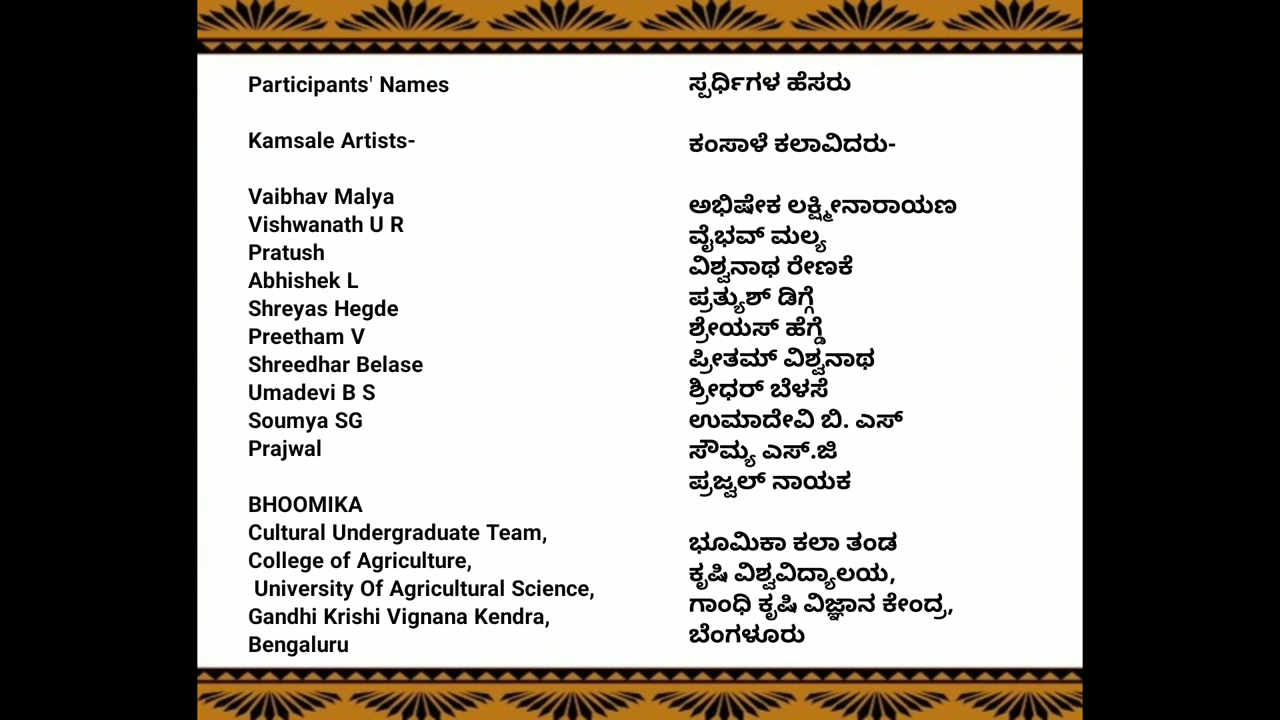 Participants' Names
Kamsale Artists-
Vaibhav Malya
Vishwanath U R
Pratush
Abhishek L
Shreyas Hegde
Preetham V
Shreedhar Belase
Umadevi B S
Soumya SG
Prajwal
BHOOMIKA
Cultural Undergraduate Team,
College of Agriculture,
University Of Agricultural Science,
Gandhi Krishi Vignana Kendra,
Bengaluru
ಸ್ಪರ್ಧಿಗಳ ಹೆಸರು
ಕಂಸಾಳೆ ಕಲಾವಿದರು-
ಅಭಿಷೇಕ ಲಕ್ಷ್ಮೀನಾರಾಯಣ
ವೈಭವ್ ಮಲ್ಯ
ವಿಶ್ವನಾಥ ರೇಣಕೆ
ಪ್ರತ್ಯುಶ್ ಡಿಗ್ಗೆ
ಶ್ರೇಯಸ್ ಹೆಗ್ಡೆ
ಪ್ರೀತಮ್ ವಿಶ್ವನಾಥ
ಶ್ರೀಧರ್ ಬೆಳಸೆ
ಉಮಾದೇವಿ ಬಿ. ಎಸ್
ಸೌಮ್ಯ ಎಸ್.ಜಿ
ಪ್ರಜ್ವಲ್ ನಾಯಕ
ಭೂಮಿಕಾ ಕಲಾ ತಂಡ
ಕೃಷಿ ವಿಶ್ವವಿದ್ಯಾಲಯ,
ಗಾಂಧಿ ಕೃಷಿ ವಿಜ್ಞಾನ ಕೇಂದ್ರ,
ಬೆಂಗಳೂರು